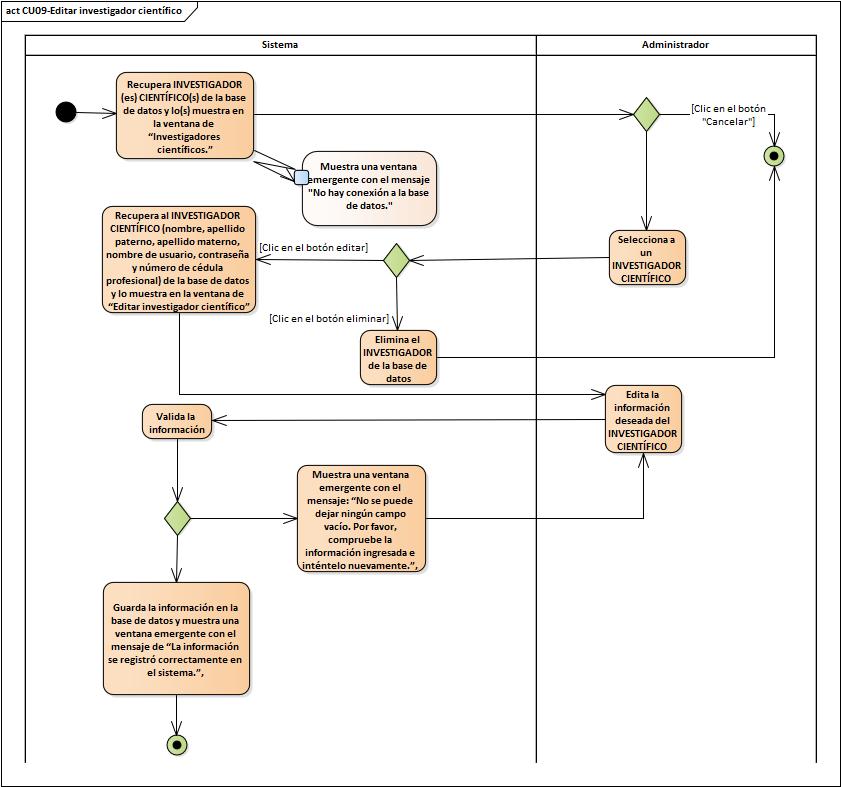 act CU09-Editar investigador científico
Sistema
Administrador
Recupera INVESTIGADOR
(es) CIENTÍFICO(s) de la base
de datos y lo(s) muestra en
la ventana de
“Investigadores
científicos.”
[Clic en el botón
"Cancelar"]
Muestra una ventana
emergente con el mensaje
"No hay conexión a la base
de datos."
Recupera al INVESTIGADOR
CIENTÍFICO (nombre, apellido
paterno, apellido materno,
nombre de usuario, contraseña
y número de cédula
profesional) de la base de datos
y lo muestra en la ventana de
“Editar investigador científico”
[Clic en el botón editar]
Selecciona a
un
INVESTIGADOR
CIENTÍFICO
[Clic en el botón eliminar]
Elimina el
INVESTIGADOR
de la base de
datos
Edita la
información
deseada del
INVESTIGADOR
CIENTÍFICO
Valida la
información
Muestra una ventana
emergente con el
mensaje: “No se puede
dejar ningún campo
vacío. Por favor,
compruebe la
información ingresada e
inténtelo nuevamente.”,
Guarda la información en la
base de datos y muestra una
ventana emergente con el
mensaje de “La información
se registró correctamente en
el sistema.”,